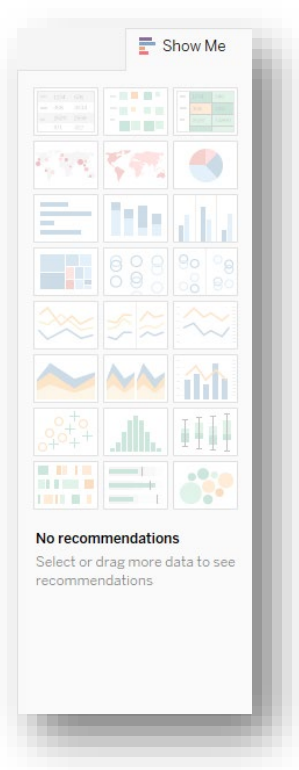 Show Me
No recommendations
Select or drag more data to see
recommendations